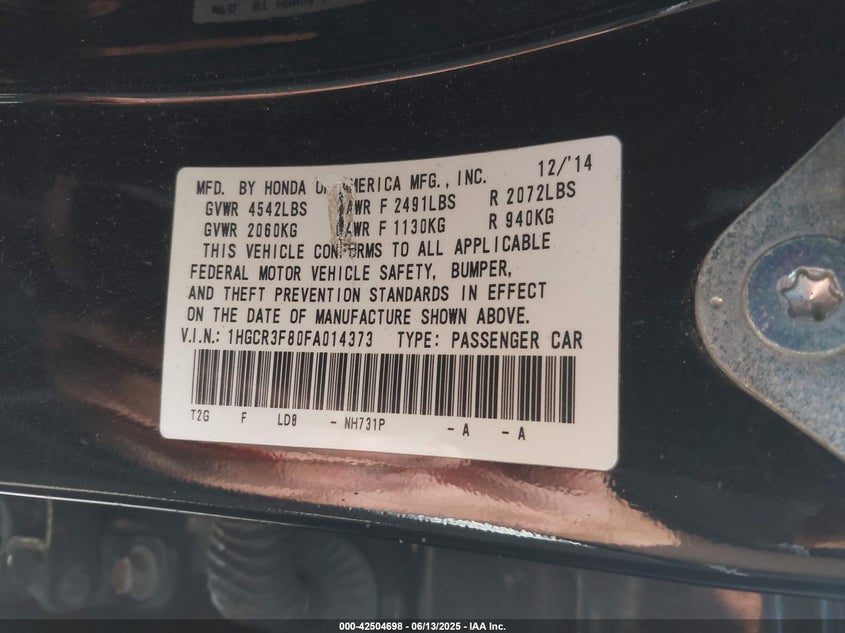 MFD. BY HONDA OF AMERICA MFG., INC. 12/'14
GVWR 4542LBS GAWR F 2491LBS R 2072LBS
GVWR 2060KG GAWR F 1130KG R 940KG
THIS VEHICLE CONFORMS TO ALL APPLICABLE
FEDERAL MOTOR VEHICLE SAFETY, BUMPER,
AND THEFT PREVENTION STANDARDS IN EFFECT
ON THE DATE OF MANUFACTURE SHOWN ABOVE.
V.I.N.: 1HGCR3F80FA014373 TYPE: PASSENGER CAR
T2G F LD8 - NH731P - A - A
000-42504698 - 06/13/2025 - IAA Inc.